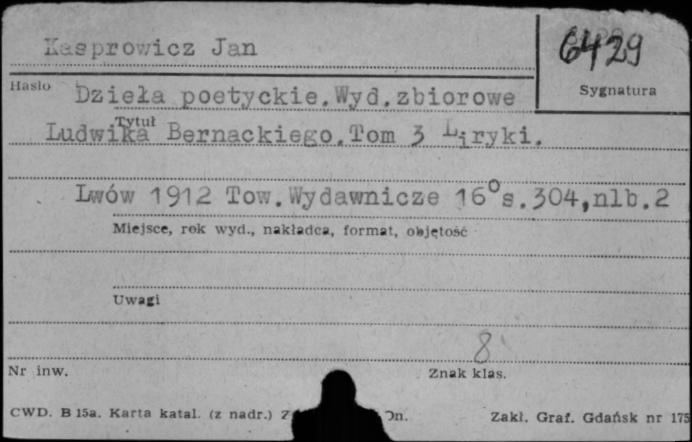 Kasprowicz Jan
6429
Hasło
Sygnatura
Dzieła poetyckie.Wyd.zbiorowe
Tytuł
Ludwika Bernackiego.Tom 3 Liryki.
Lwów 1912 Tow.Wydawnicze 16°s.304,nlb.2
Miejsce, rok wyd., nakładca, format, objętość
Uwagi
8
Nr inw.
Znak klas.
CWD. B 15a. Karta katal. (z nadr.)
Zakł. Graf. Gdańsk nr 175